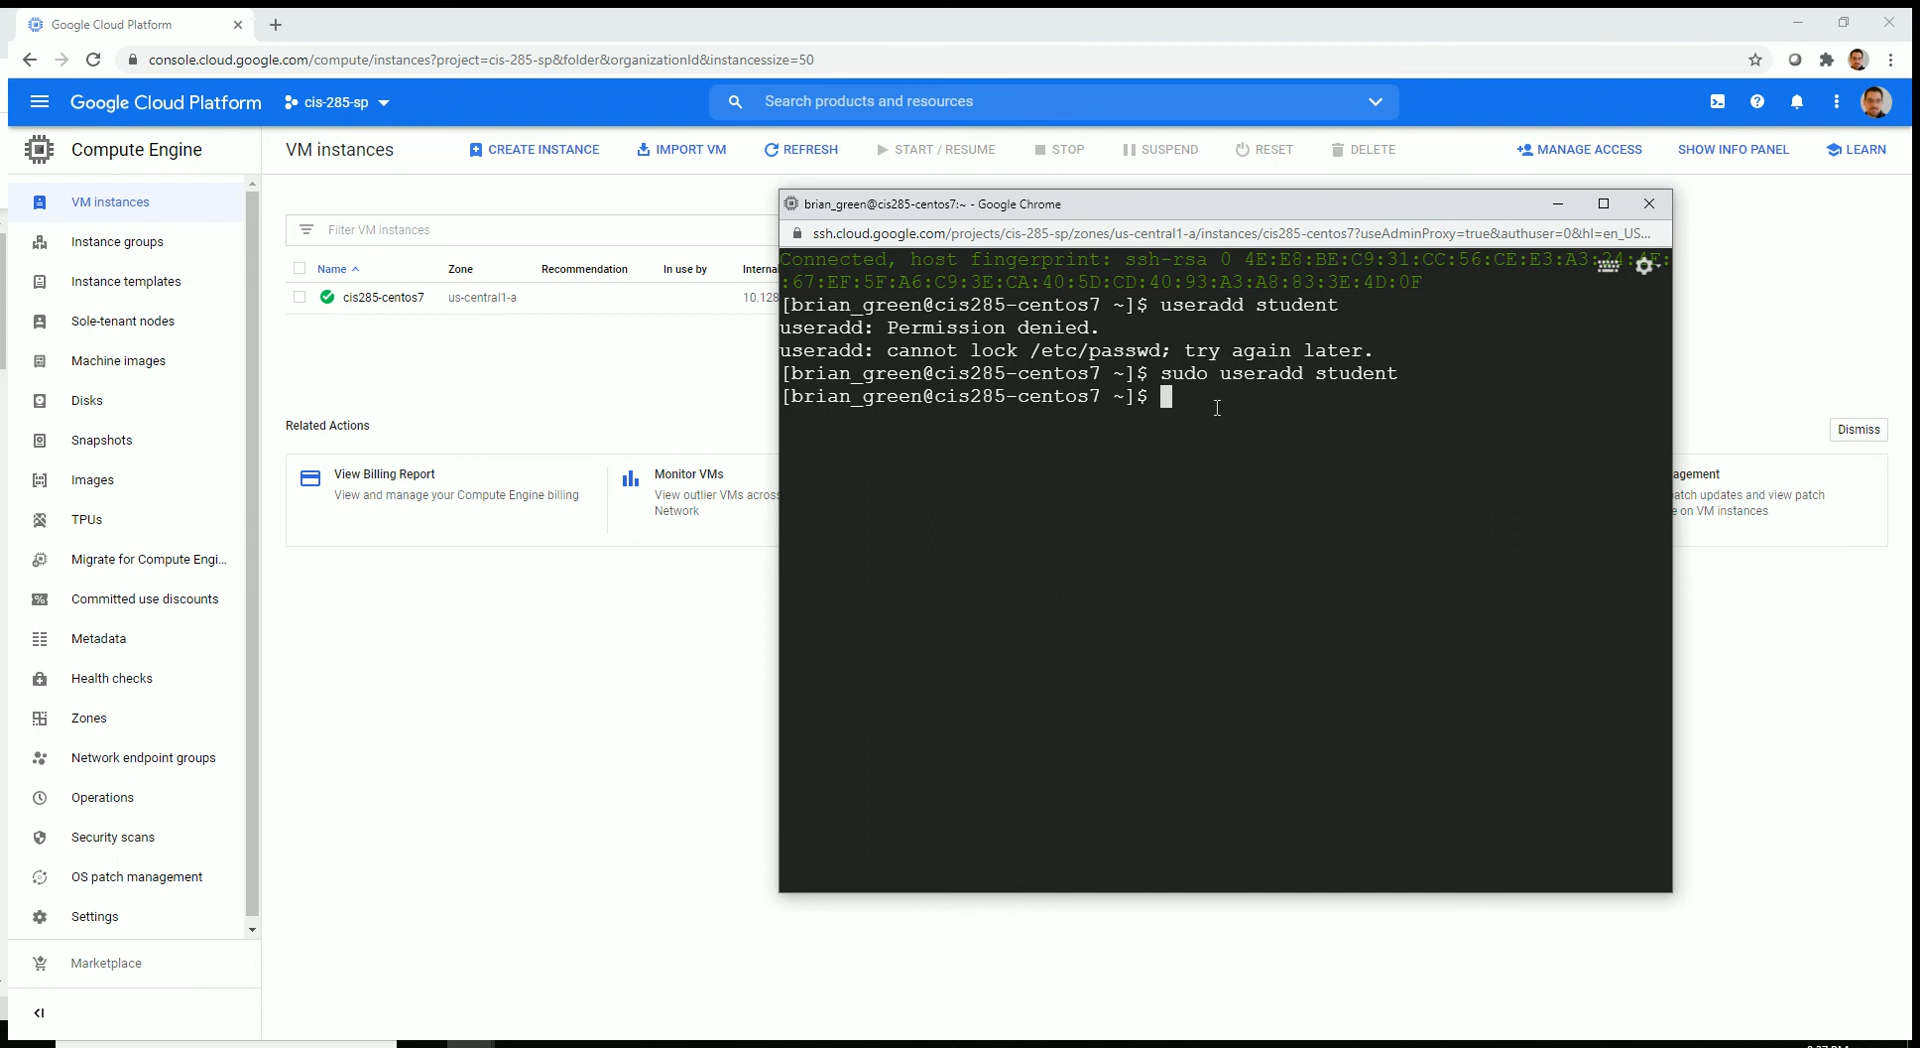 Google Cloud Platform
console.cloud.google.com/compute/instances?project=cis-285-sp&folder&organizationId&instancessize=50
Google Cloud Platform
cis-285-sp
Search products and resources
Compute Engine
VM instances
CREATE INSTANCE
IMPORT VM
REFRESH
START / RESUME
STOP
SUSPEND
RESET
DELETE
MANAGE ACCESS
SHOW INFO PANEL
LEARN
VM instances
Instance groups
Instance templates
Sole-tenant nodes
Machine images
Disks
Snapshots
Images
TPUs
Migrate for Compute Engi...
Committed use discounts
Metadata
Health checks
Zones
Network endpoint groups
Operations
Security scans
OS patch management
Settings
Marketplace
Filter VM instances
Name Zone Recommendation In use by Internal
cis285-centos7 us-central1-a 10.128
Related Actions
Dismiss
View Billing Report
View and manage your Compute Engine billing
Monitor VMs
View outlier VMs across
Network
agement
atch updates and view patch
e on VM instances
brian_green@cis285-centos7:~ - Google Chrome
ssh.cloud.google.com/projects/cis-285-sp/zones/us-central1-a/instances/cis285-centos7?useAdminProxy=true&authuser=0&hl=en_US...
Connected, host fingerprint: ssh-rsa 0 4E:E8:BE:C9:31:CC:56:CE:E3:A3:
:67:EF:5F:A6:C9:3E:CA:40:5D:CD:40:93:A3:A8:83:3E:4D:0F
[brian_green@cis285-centos7 ~]$ useradd student
useradd: Permission denied.
useradd: cannot lock /etc/passwd; try again later.
[brian_green@cis285-centos7 ~]$ sudo useradd student
[brian_green@cis285-centos7 ~]$